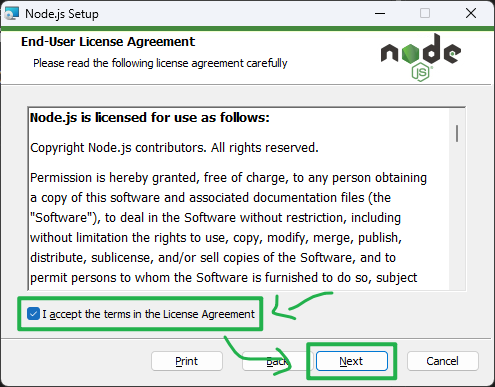 Node.js Setup
End-User License Agreement
Please read the following license agreement carefully
node
JS
Node.js is licensed for use as follows:
Copyright Node.js contributors. All rights reserved.
Permission is hereby granted, free of charge, to any person obtaining
a copy of this software and associated documentation files (the
"Software"), to deal in the Software without restriction, including
without limitation the rights to use, copy, modify, merge, publish,
distribute, sublicense, and/or sell copies of the Software, and to
permit persons to whom the Software is furnished to do so, subject
I accept the terms in the License Agreement
Print
Back
Next
Cancel